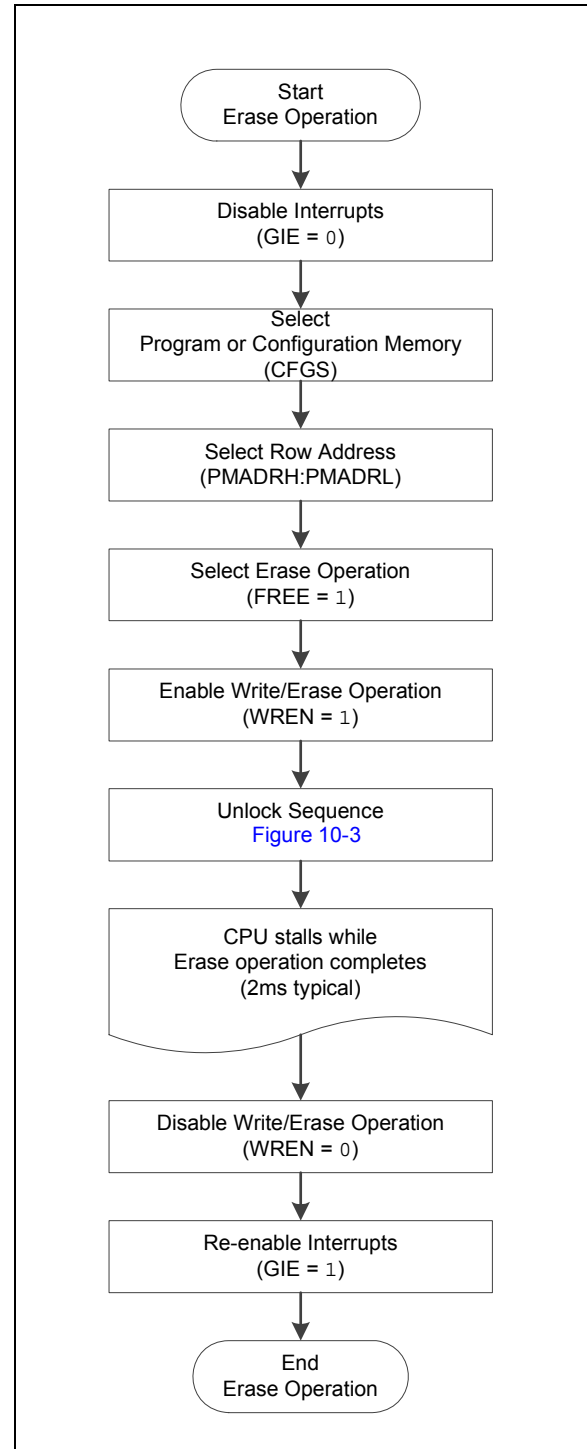 Start
Erase Operation
Disable Interrupts
(GIE = 0)
Select
Program or Configuration Memory
(CFGS)
Select Row Address
(PMADRH:PMADRL)
Select Erase Operation
(FREE = 1)
Enable Write/Erase Operation
(WREN = 1)
Unlock Sequence
Figure 10-3
CPU stalls while
Erase operation completes
(2ms typical)
Disable Write/Erase Operation
(WREN = 0)
Re-enable Interrupts
(GIE = 1)
End
Erase Operation